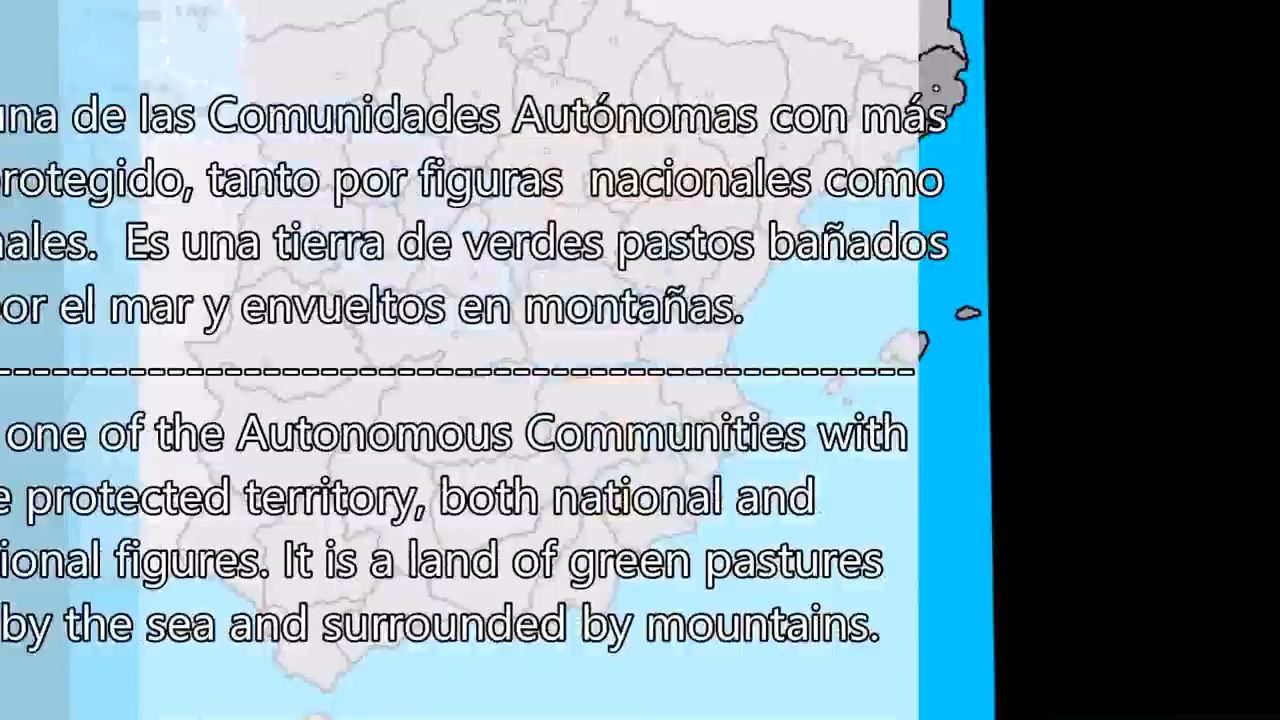 una de las Comunidades Autónomas con más
rotegido, tanto por figuras nacionales como
nales. Es una tierra de verdes pastos bañados
or el mar y envueltos en montañas.
--------------------------------------------------
one of the Autonomous Communities with
e protected territory, both national and
ional figures. It is a land of green pastures
by the sea and surrounded by mountains.